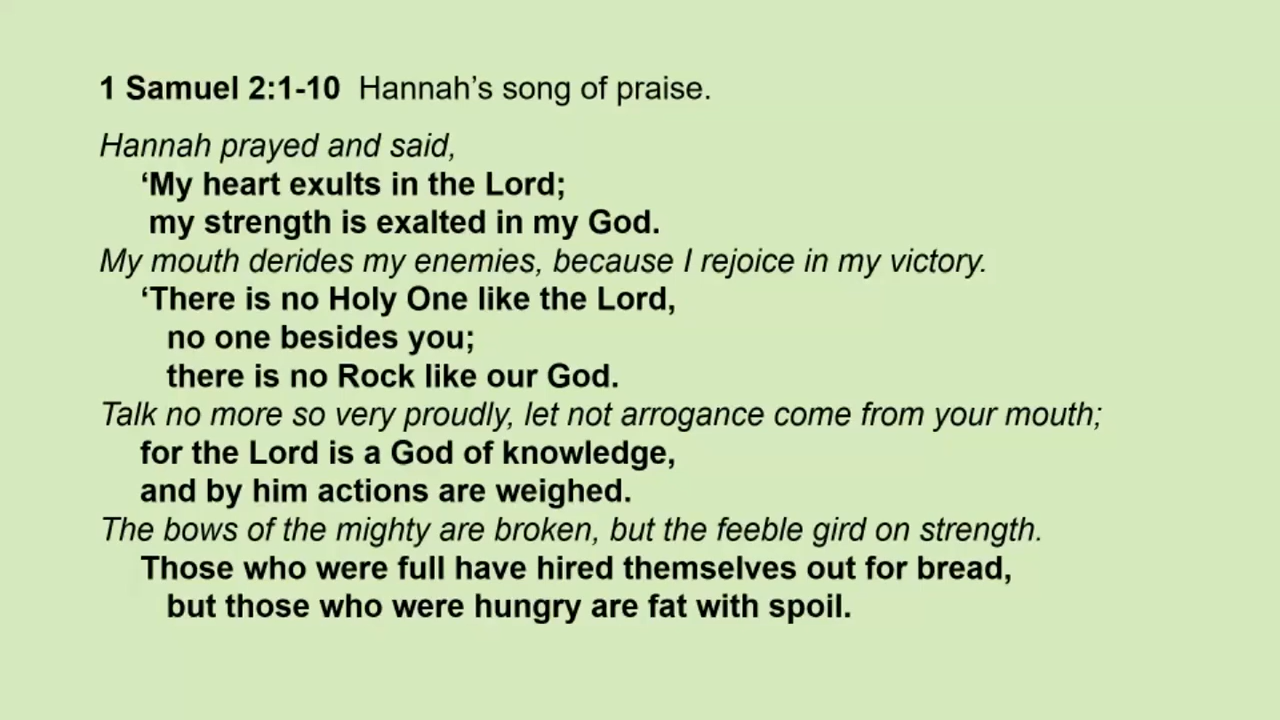 1 Samuel 2:1-10  Hannah’s song of praise.
Hannah prayed and said,
‘My heart exults in the Lord;
my strength is exalted in my God.
My mouth derides my enemies, because I rejoice in my victory.
‘There is no Holy One like the Lord,
no one besides you;
there is no Rock like our God.
Talk no more so very proudly, let not arrogance come from your mouth;
for the Lord is a God of knowledge,
and by him actions are weighed.
The bows of the mighty are broken, but the feeble gird on strength.
Those who were full have hired themselves out for bread,
but those who were hungry are fat with spoil.